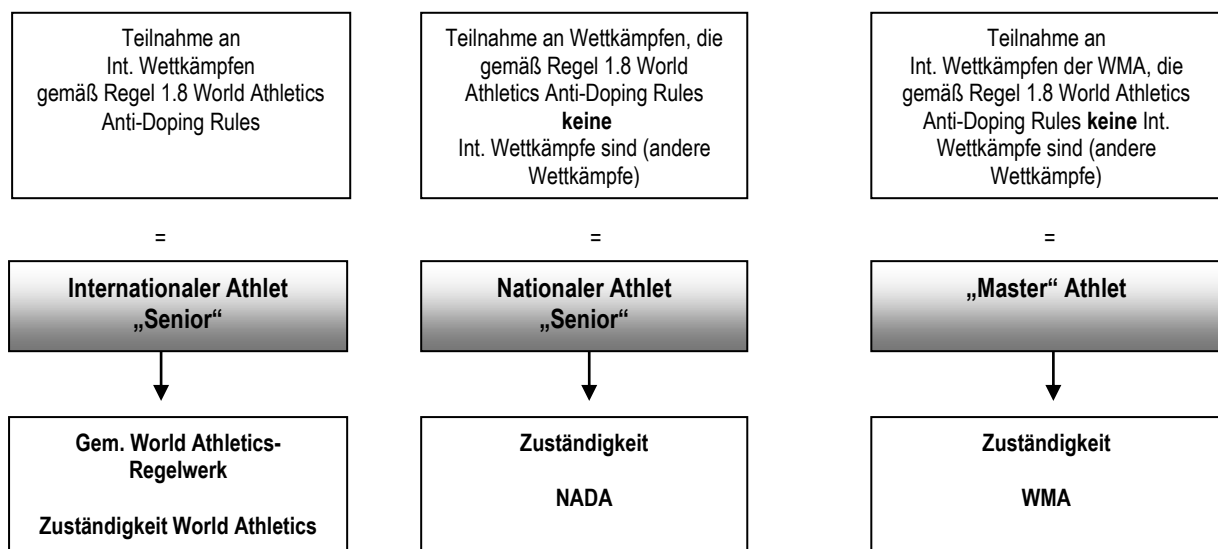 Teilnahme an
Int. Wettkämpfen
gemäß Regel 1.8 World Athletics
Anti-Doping Rules
=
Internationaler Athlet
„Senior“
Gem. World Athletics-
Regelwerk
Zuständigkeit World Athletics
Teilnahme an Wettkämpfen, die
gemäß Regel 1.8 World
Athletics Anti-Doping Rules
keine
Int. Wettkämpfe sind (andere
Wettkämpfe)
=
Nationaler Athlet
„Senior“
Zuständigkeit
NADA
Teilnahme an
Int. Wettkämpfen der WMA, die
gemäß Regel 1.8 World Athletics
Anti-Doping Rules keine Int.
Wettkämpfe sind (andere
Wettkämpfe)
=
„Master“ Athlet
Zuständigkeit
WMA